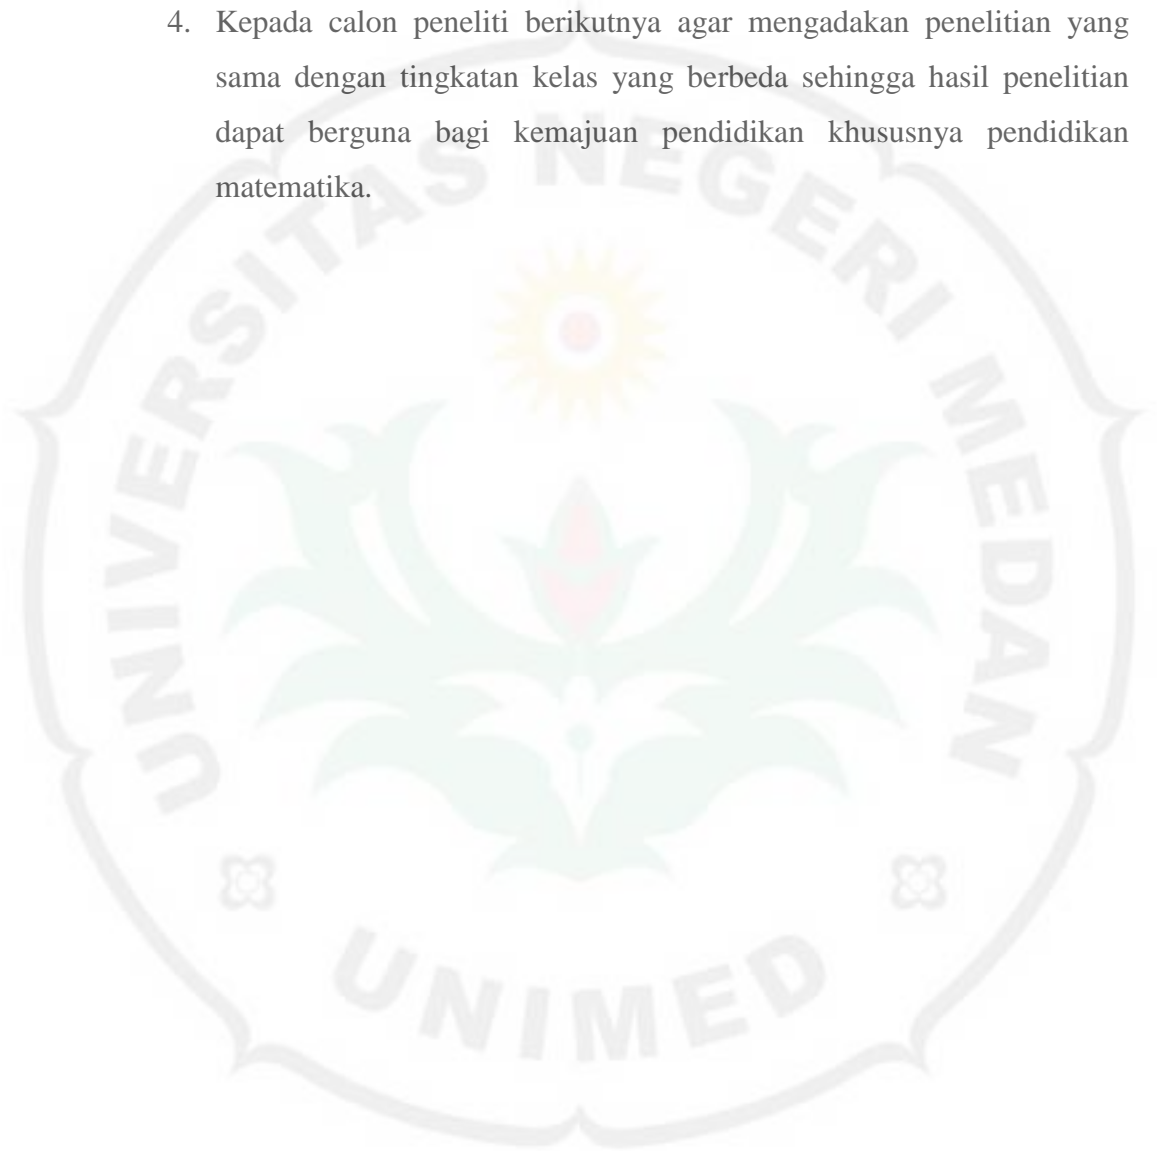 4. Kepada calon peneliti berikutnya agar mengadakan penelitian yang
sama dengan tingkatan kelas yang berbeda sehingga hasil penelitian
dapat berguna bagi kemajuan pendidikan khususnya pendidikan
matematika.
UNIVERSITAS NEGERI MEDAN
UNIMED